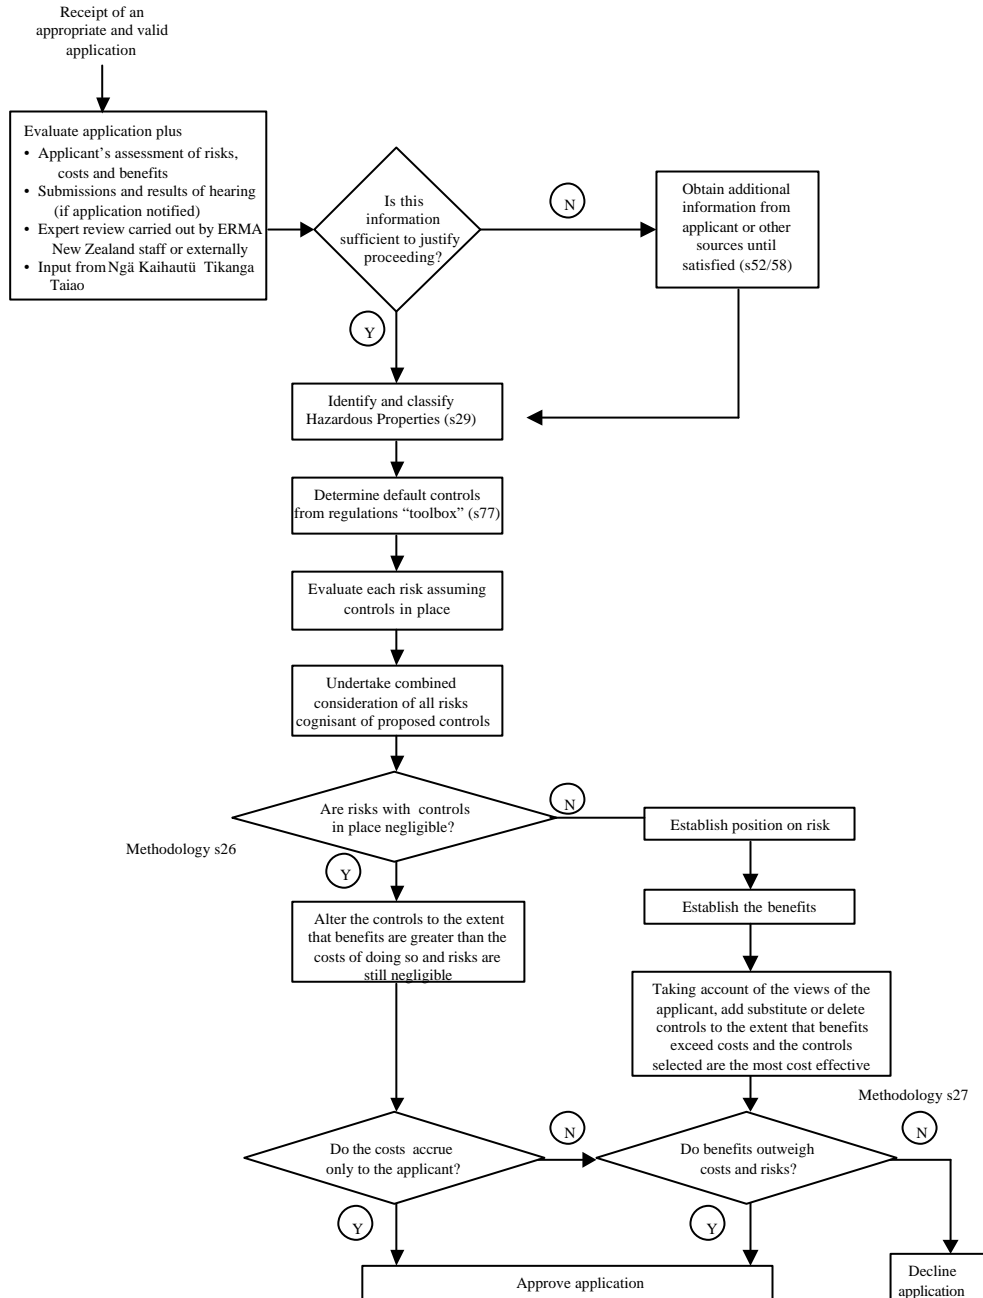 Receipt of an
appropriate and valid
application
Evaluate application plus
• Applicant's assessment of risks,
costs and benefits
• Submissions and results of hearing
(if application notified)
• Expert review carried out by ERMA
New Zealand staff or externally
• Input from Ngä Kaihautü Tikanga
Taiao
Is this
information
sufficient to justify
proceeding?
N
Obtain additional
information from
applicant or other
sources until
satisfied (s52/58)
Y
Identify and classify
Hazardous Properties (s29)
Determine default controls
from regulations “toolbox” (s77)
Evaluate each risk assuming
controls in place
Undertake combined
consideration of all risks
cognisant of proposed controls
Are risks with controls
in place negligible?
N
Establish position on risk
Methodology s26
Y
Establish the benefits
Alter the controls to the extent
that benefits are greater than the
costs of doing so and risks are
still negligible
Taking account of the views of the
applicant, add substitute or delete
controls to the extent that benefits
exceed costs and the controls
selected are the most cost effective
Methodology s27
Do the costs accrue
only to the applicant?
N
Do benefits outweigh
costs and risks?
N
Y
Y
Approve application
Decline
application